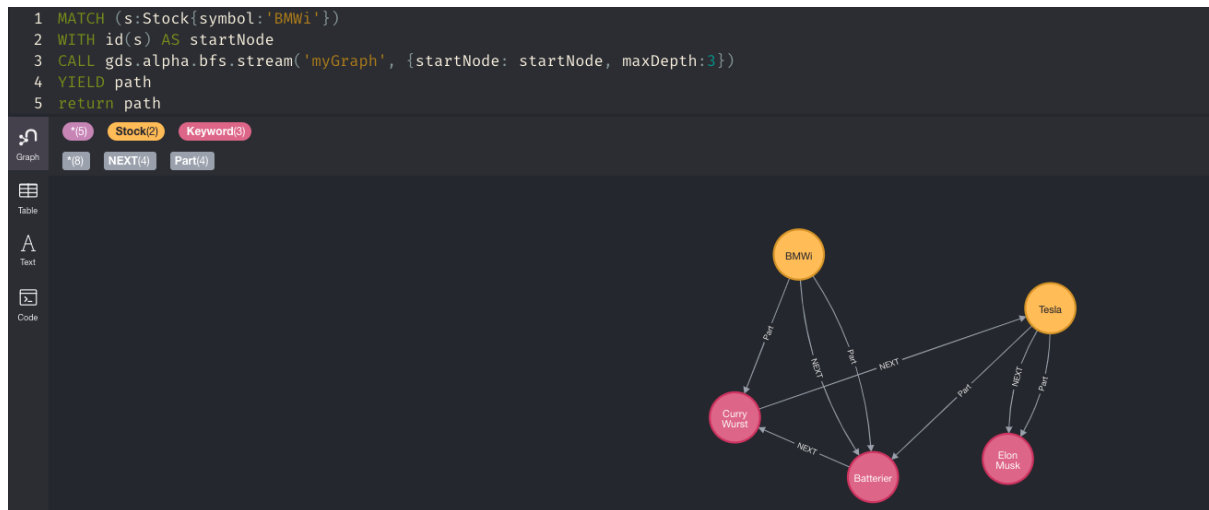 1 MATCH (s:Stock{symbol:'BMWi'})
2 WITH id(s) AS startNode
3 CALL gds.alpha.bfs.stream('myGraph', {startNode: startNode, maxDepth:3})
4 YIELD path
5 return path
Graph
*(5) Stock(2) Keyword(3)
*(8) NEXT(4) Part(4)
Table
Text
Code
BMWi
Tesla
Part
NEXT
Part
NEXT
Part
NEXT
Part
Curry
Wurst
NEXT
Batterier
Elon
Musk